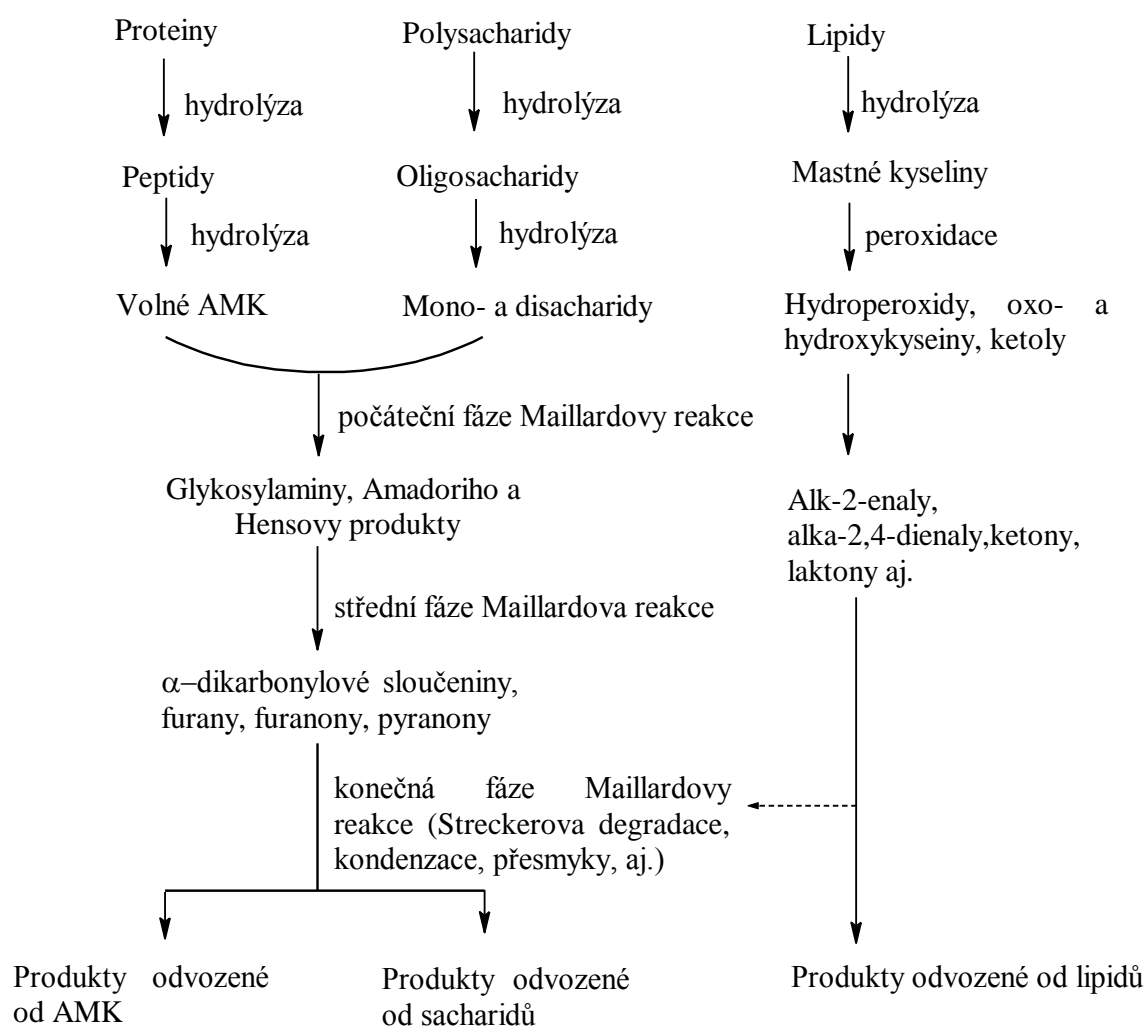 Proteiny
Polysacharidy
Lipidy
hydrolýza
hydrolýza
hydrolýza
Peptidy
Oligosacharidy
Mastné kyseliny
hydrolýza
hydrolýza
peroxidace
Volné AMK
Mono- a disacharidy
Hydroperoxidy, oxo- a
hydroxykyseiny, ketoly
počáteční fáze Maillardovy reakce
Glykosylaminy, Amadoriho a
Hensovy produkty
Alk-2-enaly,
alka-2,4-dienaly,ketony,
laktony aj.
střední fáze Maillardova reakce
α–dikarbonylové sloučeniny,
furany, furanony, pyranony
konečná fáze Maillardovy
reakce (Streckerova degradace,
kondenzace, přesmyky, aj.)
Produkty odvozené
od AMK
Produkty odvozené
od sacharidů
Produkty odvozené od lipidů